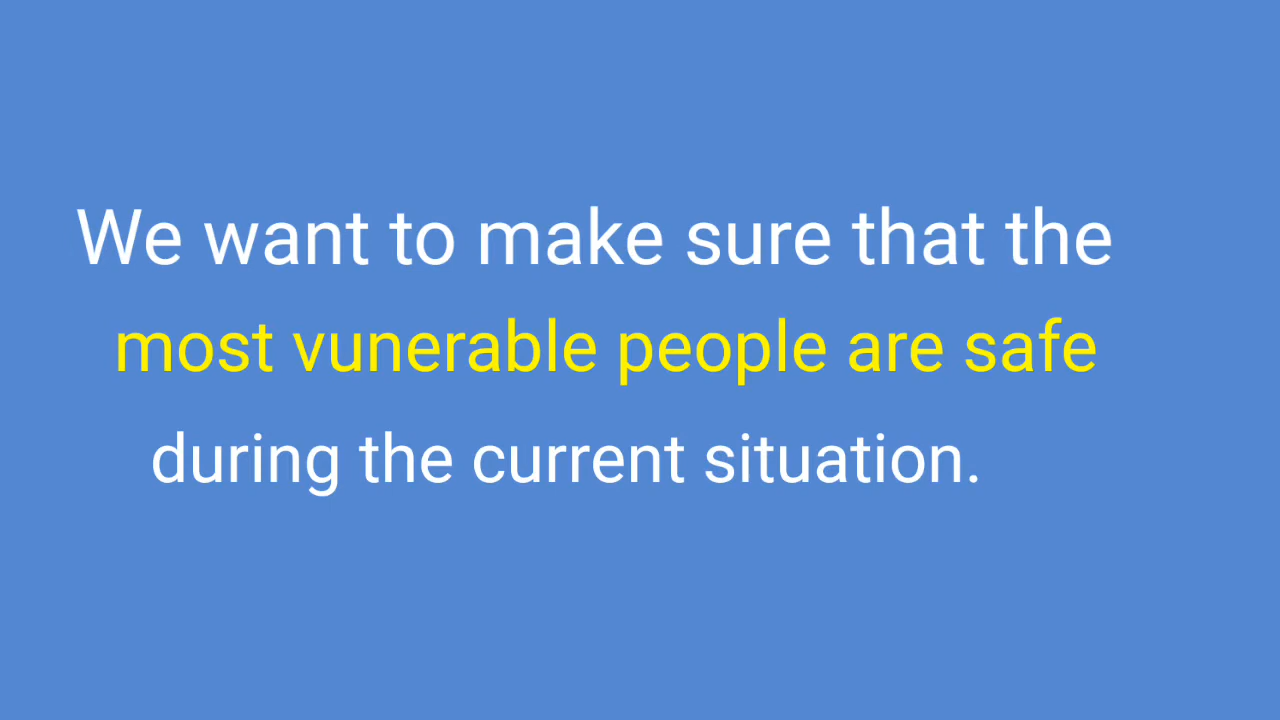 We want to make sure that the
most vunerable people are safe
during the current situation.